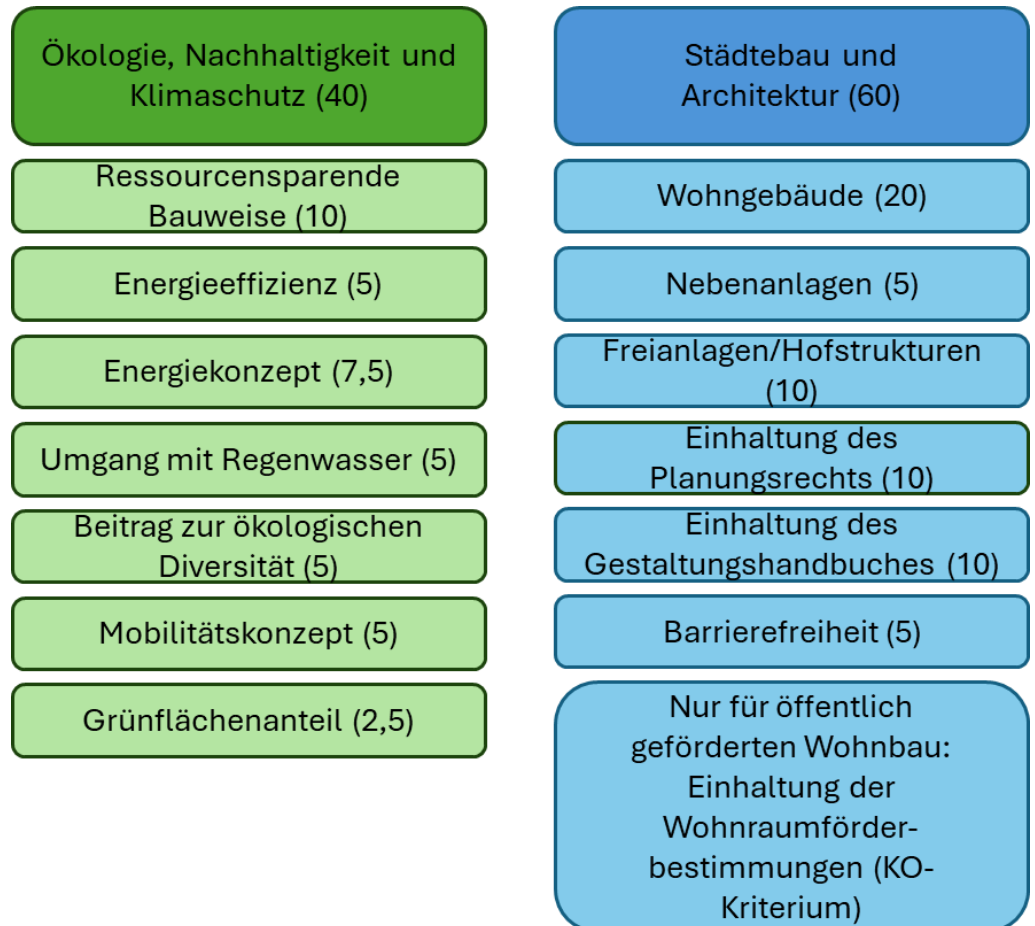 Ökologie, Nachhaltigkeit und
Klimaschutz (40)
Ressourcensparende
Bauweise (10)
Energieeffizienz (5)
Energiekonzept (7,5)
Umgang mit Regenwasser (5)
Beitrag zur ökologischen
Diversität (5)
Mobilitätskonzept (5)
Grünflächenanteil (2,5)
Städtebau und
Architektur (60)
Wohngebäude (20)
Nebenanlagen (5)
Freianlagen/Hofstrukturen
(10)
Einhaltung des
Planungsrechts (10)
Einhaltung des
Gestaltungshandbuches (10)
Barrierefreiheit (5)
Nur für öffentlich
geförderten Wohnbau:
Einhaltung der
Wohnraumförder-
bestimmungen (KO-
Kriterium)